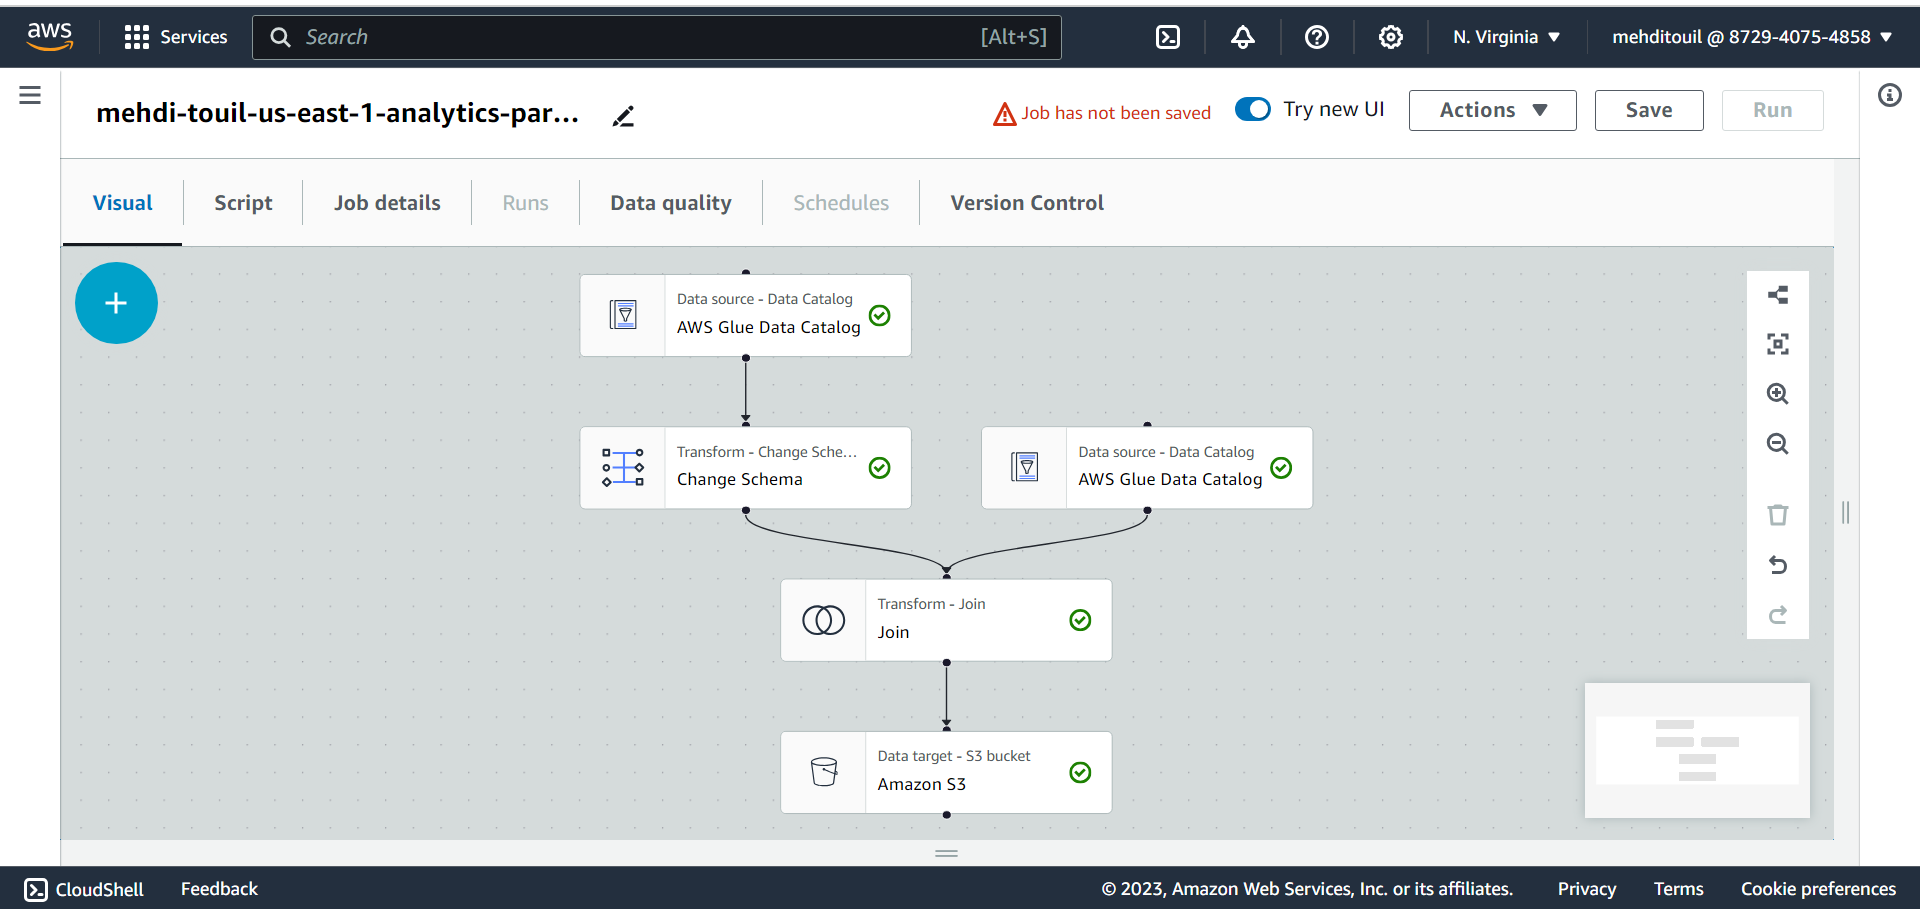 aws Services Search [Alt+S] N. Virginia mehditouil @ 8729-4075-4858
mehdi-touil-us-east-1-analytics-par... Job has not been saved Try new UI Actions Save Run
Visual Script Job details Runs Data quality Schedules Version Control
Data source - Data Catalog
AWS Glue Data Catalog
Transform - Change Sche...
Change Schema
Data source - Data Catalog
AWS Glue Data Catalog
Transform - Join
Join
Data target - S3 bucket
Amazon S3
CloudShell Feedback © 2023, Amazon Web Services, Inc. or its affiliates. Privacy Terms Cookie preferences